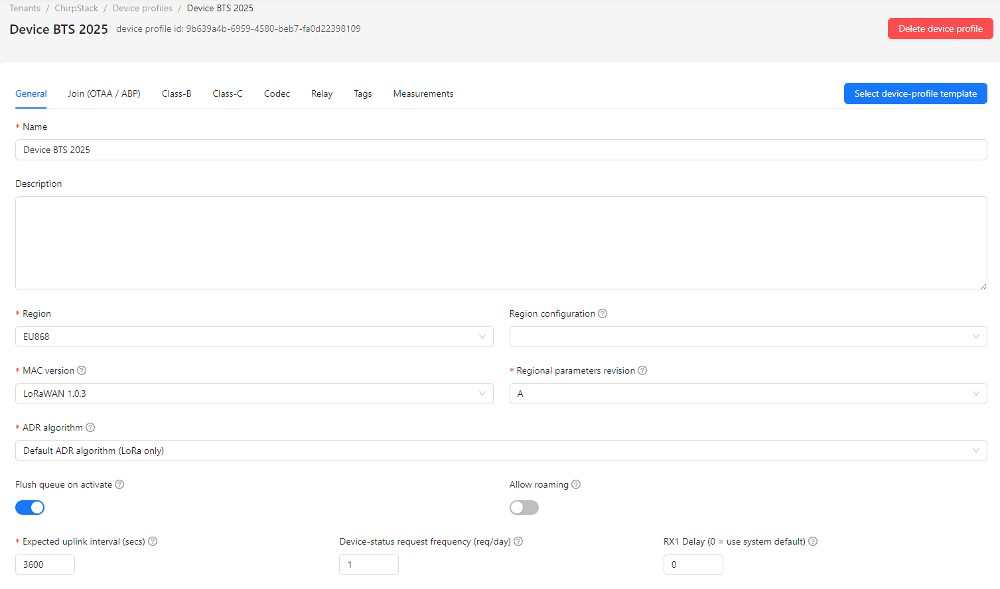 Tenants / ChirpStack / Device profiles / Device BTS 2025
Device BTS 2025 device profile id: 9b639a4b-6959-4580-beb7-fa0d22398109
Delete device profile
General Join (OTAA / ABP) Class-B Class-C Codec Relay Tags Measurements
Select device-profile template
* Name
Device BTS 2025
Description
* Region
Region configuration ?
EU868
* MAC version ?
* Regional parameters revision ?
LoRaWAN 1.0.3
A
* ADR algorithm ?
Default ADR algorithm (LoRa only)
Flush queue on activate ?
Allow roaming ?
* Expected uplink interval (secs) ?
Device-status request frequency (req/day) ?
RX1 Delay (0 = use system default) ?
3600
1
0